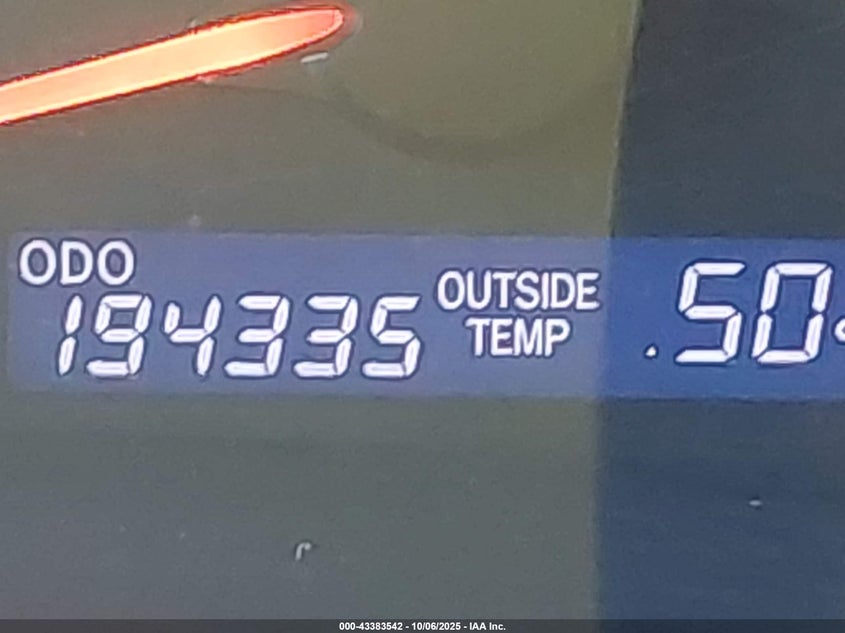 ODO
194335
OUTSIDE
TEMP
.50
000-43383542 - 10/06/2025 - IAA Inc.